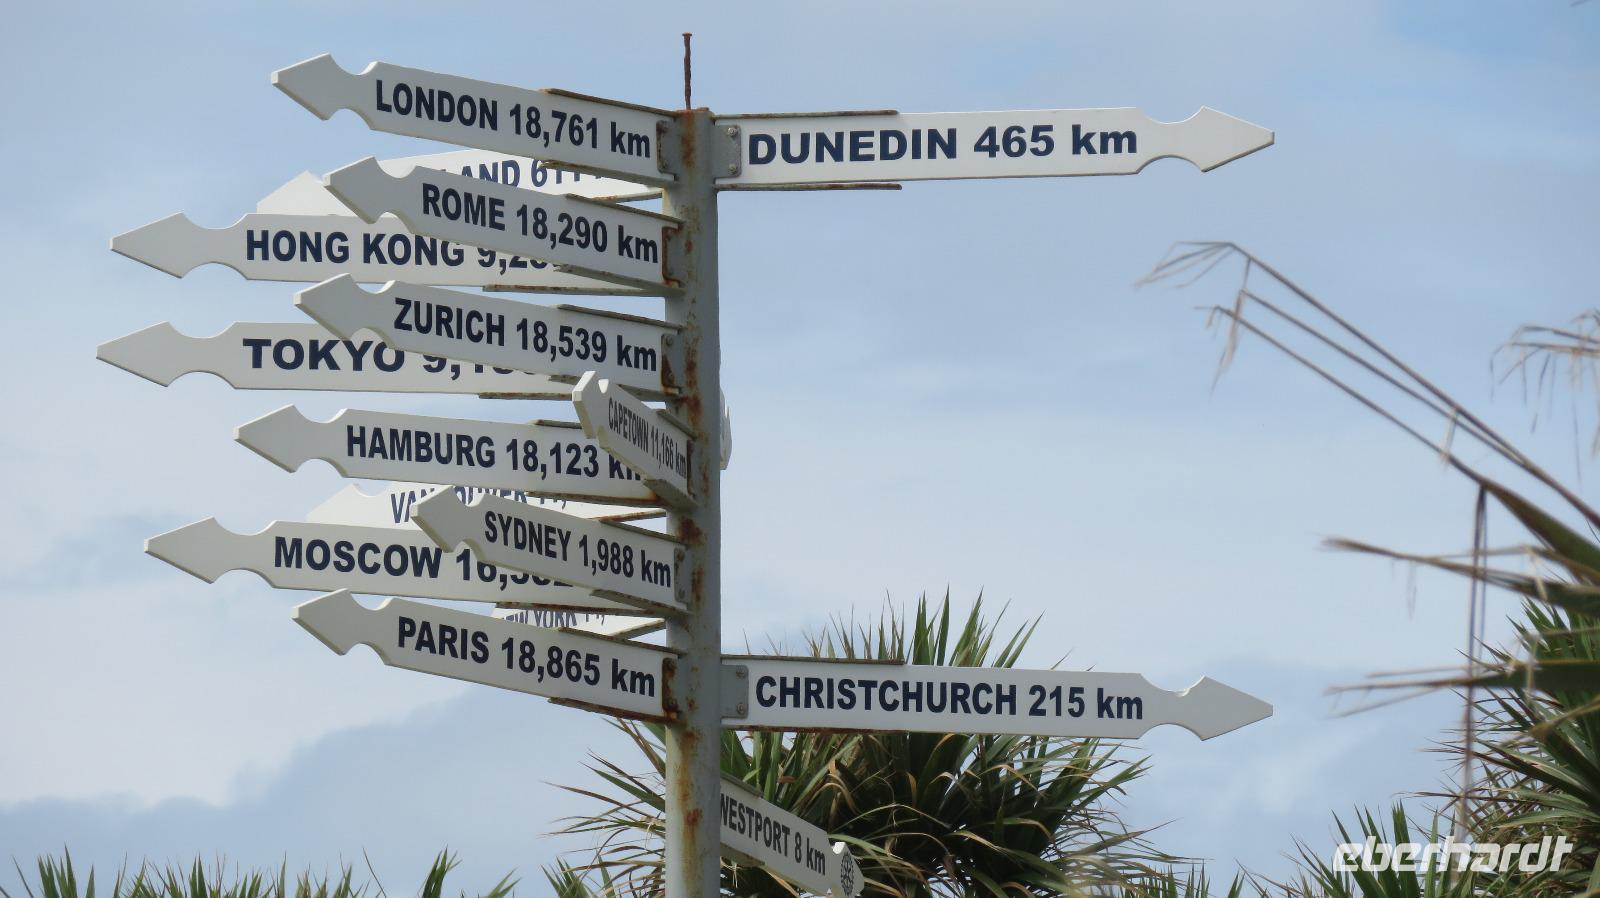 LONDON 18,761 km
DUNEDIN 465 km
ROME 18,290 km
HONG KONG
ZURICH 18,539 km
TOKYO
CAPETOWN 11,166 km
HAMBURG 18,123 km
SYDNEY 1,988 km
MOSCOW
PARIS 18,865 km
CHRISTCHURCH 215 km
WESTPORT 8 km
eberhardt